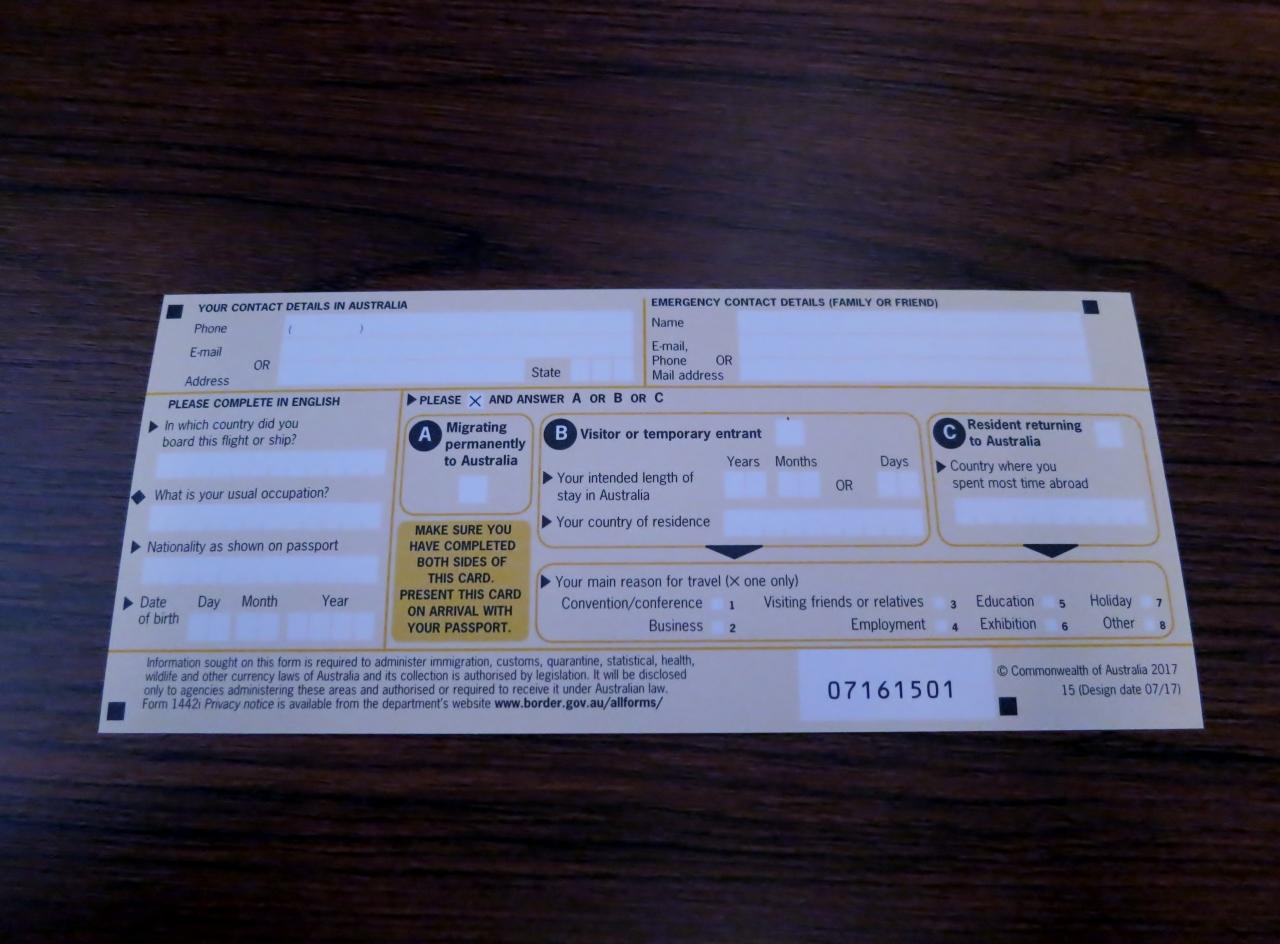 YOUR CONTACT DETAILS IN AUSTRALIA
Phone ( )
E-mail
OR
Address
State
EMERGENCY CONTACT DETAILS (FAMILY OR FRIEND)
Name
E-mail,
Phone OR
Mail address
PLEASE COMPLETE IN ENGLISH
In which country did you
board this flight or ship?
What is your usual occupation?
Nationality as shown on passport
Date
of birth
Day Month Year
PLEASE X AND ANSWER A OR B OR C
A Migrating
permanently
to Australia
MAKE SURE YOU
HAVE COMPLETED
BOTH SIDES OF
THIS CARD.
PRESENT THIS CARD
ON ARRIVAL WITH
YOUR PASSPORT.
B Visitor or temporary entrant
Years Months Days
Your intended length of
stay in Australia
OR
Your country of residence
C Resident returning
to Australia
Country where you
spent most time abroad
Your main reason for travel (X one only)
Convention/conference 1 Visiting friends or relatives 3 Education 5 Holiday 7
Business 2 Employment 4 Exhibition 6 Other 8
Information sought on this form is required to administer immigration, customs, quarantine, statistical, health,
wildlife and other currency laws of Australia and its collection is authorised by legislation. It will be disclosed
only to agencies administering these areas and authorised or required to receive it under Australian law.
Form 1442i Privacy notice is available from the department's website www.border.gov.au/allforms/
07161501
© Commonwealth of Australia 2017
15 (Design date 07/17)